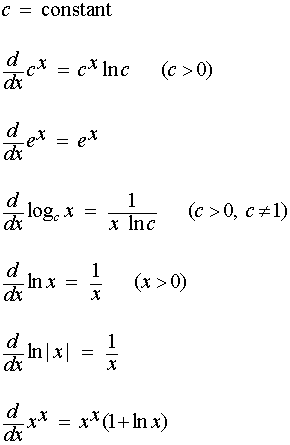 c = constant
d/dx c^x = c^x ln c (c > 0)
d/dx e^x = e^x
d/dx log_c x = 1/(x ln c) (c > 0, c ≠ 1)
d/dx ln x = 1/x (x > 0)
d/dx ln | x | = 1/x
d/dx x^x = x^x (1 + ln x)